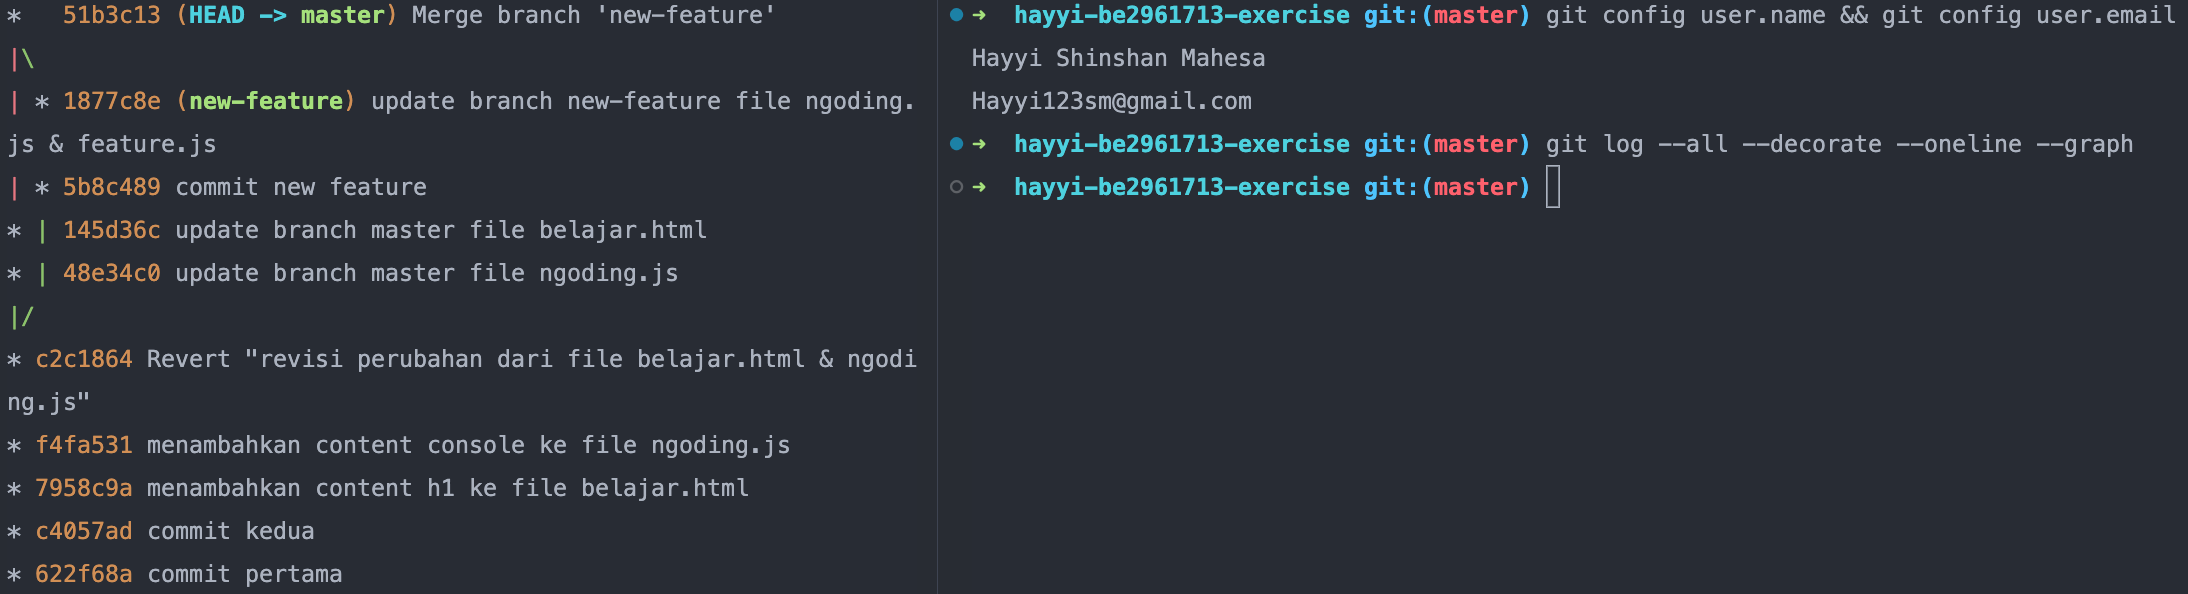 *   51b3c13 (HEAD -> master) Merge branch 'new-feature'
|\
| * 1877c8e (new-feature) update branch new-feature file ngoding.
js & feature.js
| * 5b8c489 commit new feature
* | 145d36c update branch master file belajar.html
* | 48e34c0 update branch master file ngoding.js
|/
* c2c1864 Revert "revisi perubahan dari file belajar.html & ngodi
ng.js"
* f4fa531 menambahkan content console ke file ngoding.js
* 7958c9a menambahkan content h1 ke file belajar.html
* c4057ad commit kedua
* 622f68a commit pertama
➜  hayyi-be2961713-exercise git:(master) git config user.name && git config user.email
Hayyi Shinshan Mahesa
Hayyi123sm@gmail.com
➜  hayyi-be2961713-exercise git:(master) git log --all --decorate --oneline --graph
➜  hayyi-be2961713-exercise git:(master)